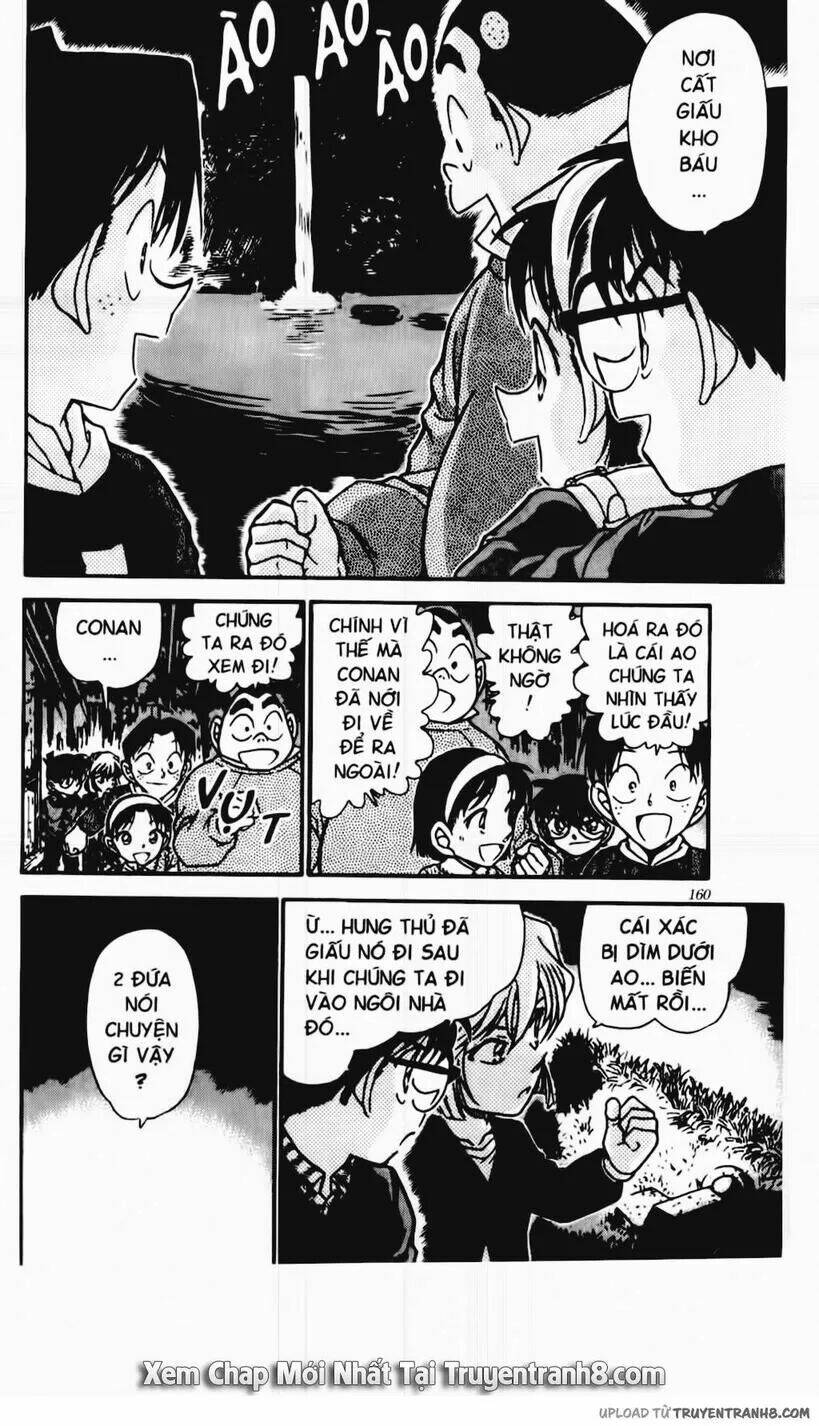 ÀO
ÀO
ÀO
NƠI
CẤT
GIẤU
KHO
BÁU
...
HOÁ RA ĐÓ
LÀ CÁI AO
CHÚNG TA
NHÌN THẤY
LÚC ĐẦU!
THẬT
KHÔNG
NGỜ
!
CHÍNH VÌ
THẾ MÀ
CONAN
ĐÃ NỚI
ĐI VỀ
ĐỂ RA
NGOÀI!
CHÚNG
TA RA ĐÓ
XEM ĐI!
VỤT
CONAN
...
160
CÁI XÁC
BỊ DÌM DƯỚI
AO... BIẾN
MẤT RỒI...
Ừ... HUNG THỦ ĐÃ
GIẤU NÓ ĐI SAU
KHI CHÚNG TA ĐI
VÀO NGÔI NHÀ
ĐÓ...
2 ĐỨA
NÓI
CHUYỆN
GÌ VẬY
?
Xem Chap Mới Nhất Tại Truyentranh8.com
UPLOAD TỪ TRUYENTRANH8.COM